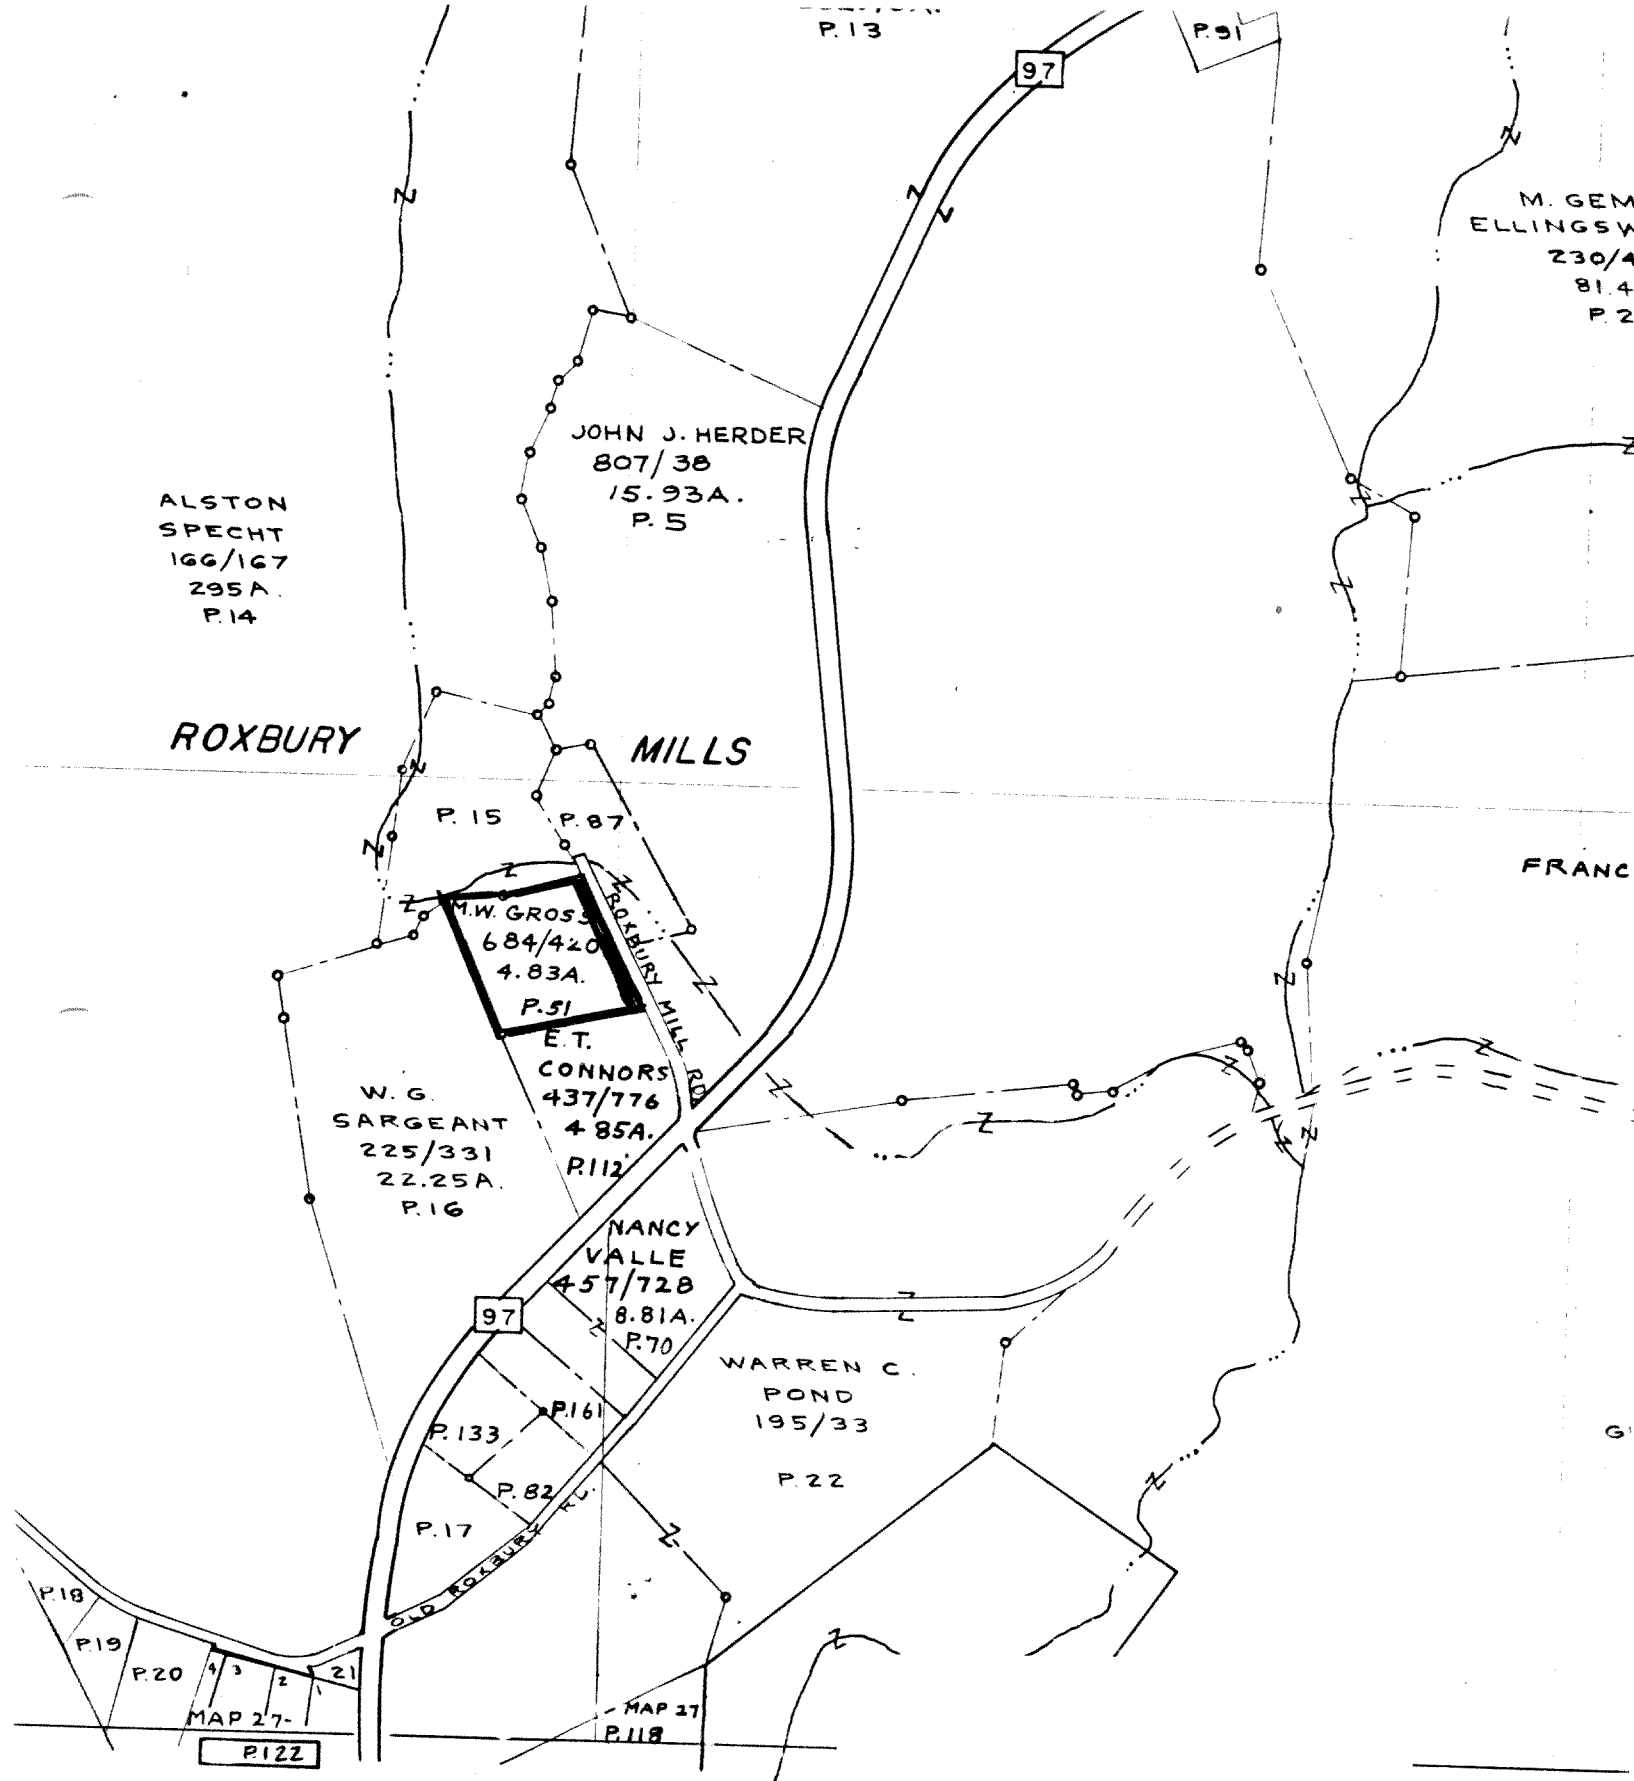 P.13
P.91
97
M. GEM
ELLINGSW
230/4
81.4
P. 2
JOHN J. HERDER
807/38
15.93A.
P. 5
ALSTON
SPECHT
166/167
295A.
P.14
ROXBURY MILLS
P. 15
P. 87
FRANC
M.W. GROSS
684/420
4.83A.
P.51
ROXBURY MILL RD
E.T.
CONNORS
437/776
4 85A.
P.112
W. G.
SARGEANT
225/331
22.25A.
P.16
NANCY
VALLE
457/728
8.81A.
P.70
97
WARREN C.
POND
195/33
P. 22
G
P.161
P.133
P. 82
P.17
OLD ROXBURY RD.
P.18
P.19
P. 20
4 3 2 1 21
MAP 27-
P.122
MAP 27
P.118